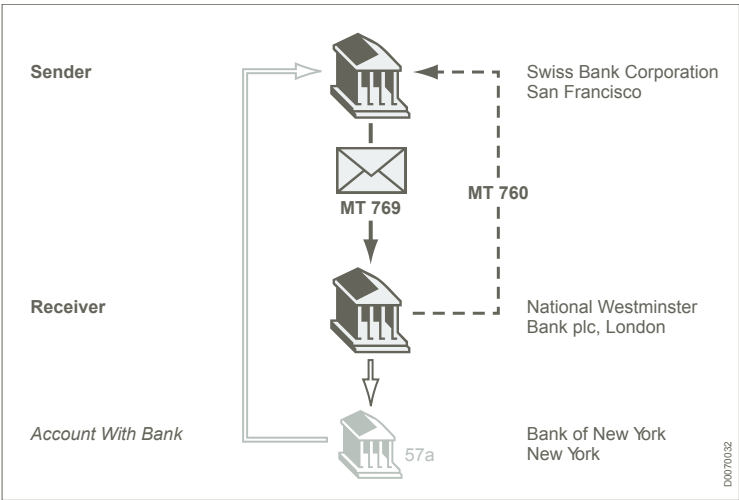 Sender
Swiss Bank Corporation
San Francisco
MT 769
MT 760
Receiver
National Westminster
Bank plc, London
Account With Bank
57a
Bank of New York
New York
D0070032